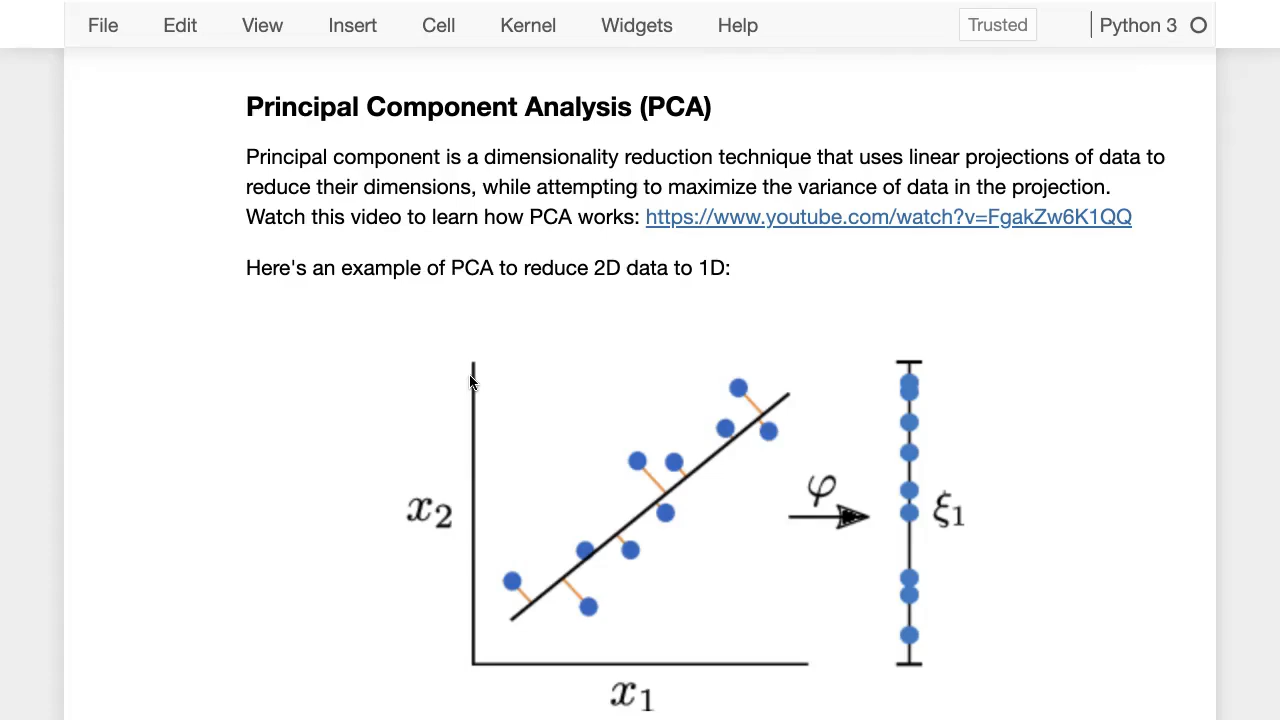 File Edit View Insert Cell Kernel Widgets Help Trusted Python 3
Principal Component Analysis (PCA)
Principal component is a dimensionality reduction technique that uses linear projections of data to
reduce their dimensions, while attempting to maximize the variance of data in the projection.
Watch this video to learn how PCA works: https://www.youtube.com/watch?v=FgakZw6K1QQ
Here's an example of PCA to reduce 2D data to 1D:
φ
x₂
ξ₁
x₁